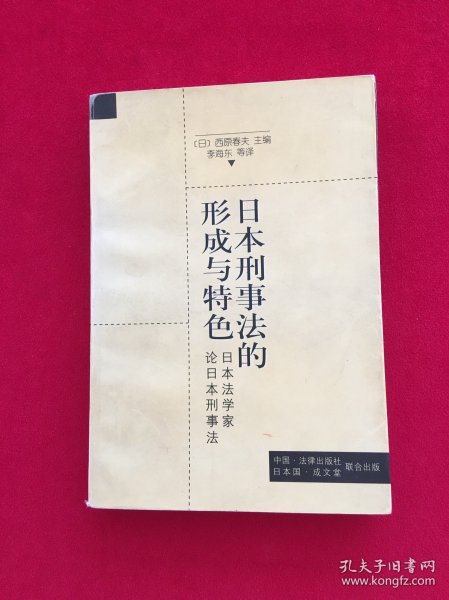 〔日〕西原春夫 主编
李海东 等译
日本刑事法的
形成与特色
日本法学家
论日本刑事法
中国·法律出版社
日本国·成文堂
联合出版
孔夫子旧书网
www.kongfz.com